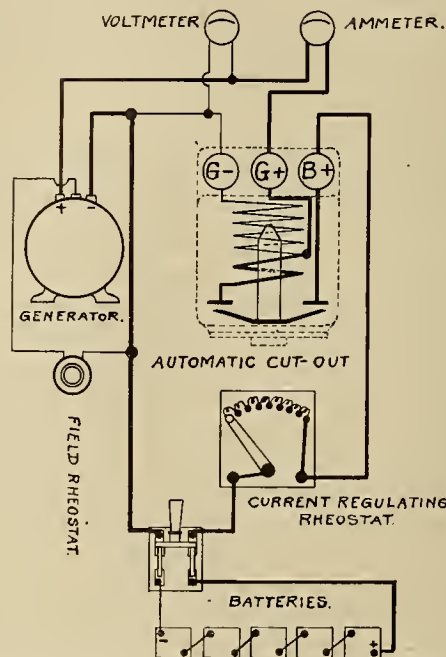 VOLTMETER
AMMETER.
G- G+ B+
+ -
GENERATOR.
AUTOMATIC CUT-OUT
FIELD RHEOSTAT.
CURRENT REGULATING
RHEOSTAT.
BATTERIES.
- +